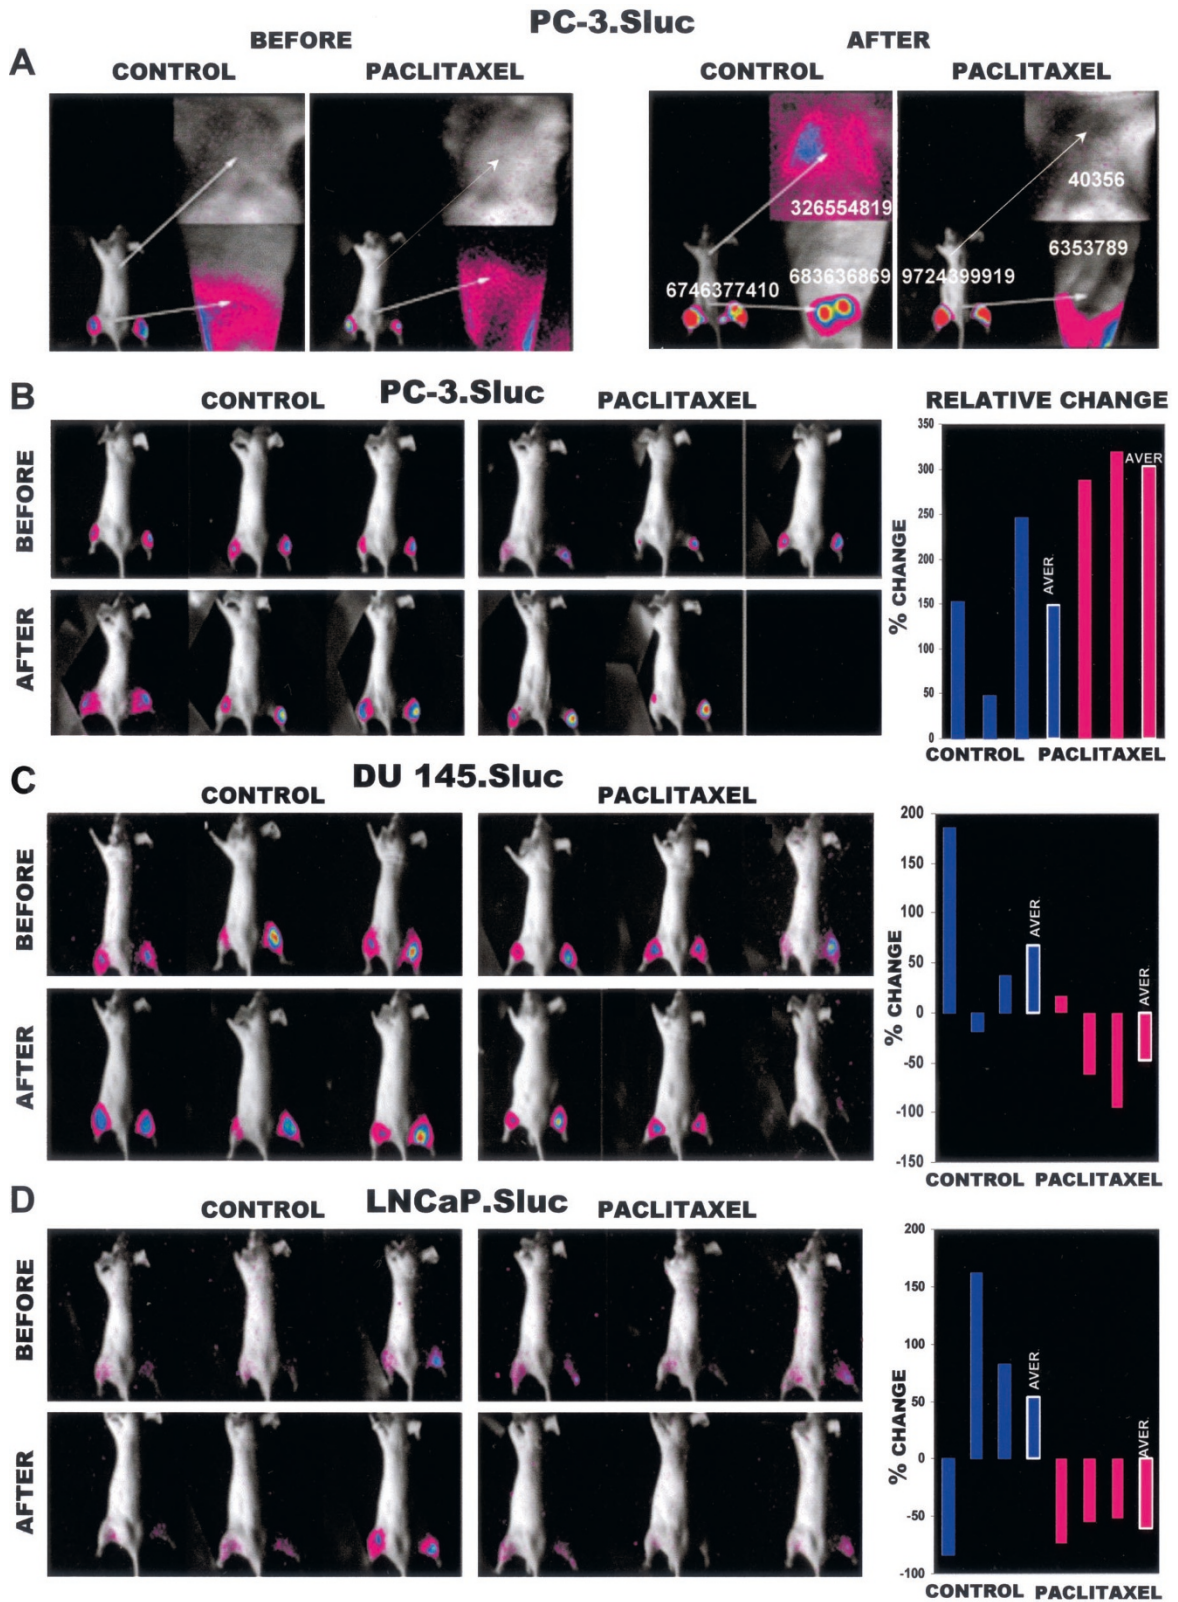 PC-3.Sluc
BEFORE AFTER
A CONTROL PACLITAXEL CONTROL PACLITAXEL
40356
326554819
6353789
683636869 9724399919
6746377410
B PC-3.Sluc
CONTROL PACLITAXEL RELATIVE CHANGE
BEFORE
AFTER
% CHANGE
350
300
250
200
150
100
50
0
AVER.
AVER
CONTROL PACLITAXEL
C DU 145.Sluc
CONTROL PACLITAXEL
BEFORE
AFTER
% CHANGE
200
150
100
50
0
-50
-100
-150
AVER.
AVER.
CONTROL PACLITAXEL
D CONTROL LNCaP.Sluc PACLITAXEL
BEFORE
AFTER
% CHANGE
200
150
100
50
0
-50
-100
AVER.
AVER.
CONTROL PACLITAXEL